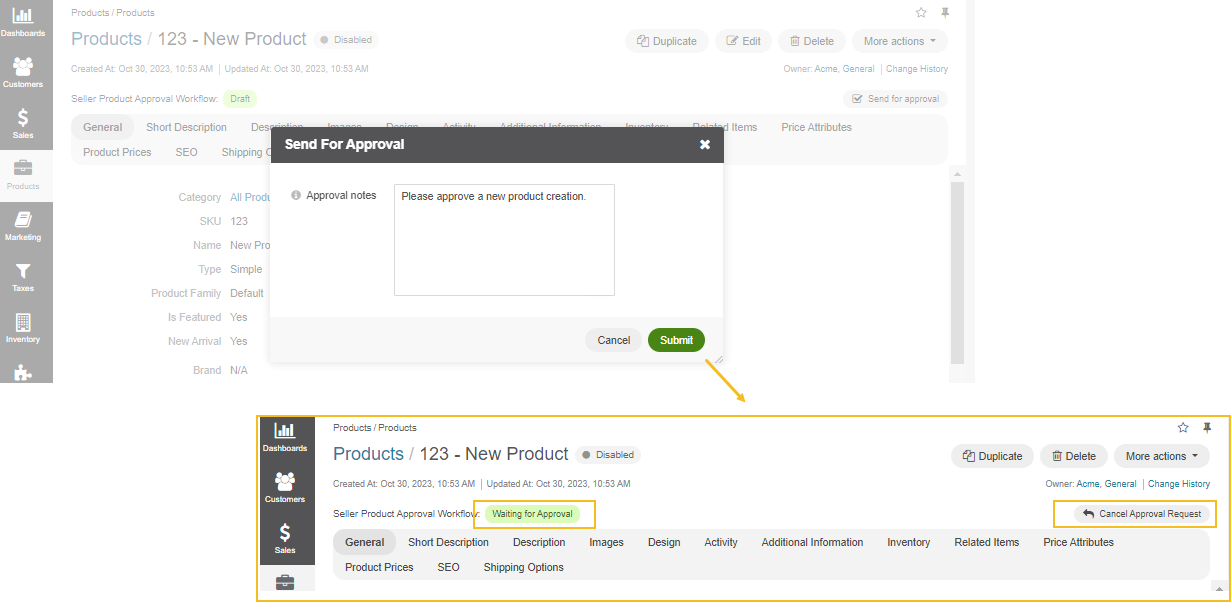 Dashboards
Customers
Sales
Products
Marketing
Taxes
Inventory
Products / Products
Products / 123 - New Product Disabled
Duplicate Edit Delete More actions
Created At: Oct 30, 2023, 10:53 AM | Updated At: Oct 30, 2023, 10:53 AM
Owner: Acme, General | Change History
Seller Product Approval Workflow: Draft
Send for approval
General Short Description Description Images Design Activity Additional Information Inventory Related Items Price Attributes
Product Prices SEO Shipping O
Category All Produ
SKU 123
Name New Pro
Type Simple
Product Family Default
Is Featured Yes
New Arrival Yes
Brand N/A
Send For Approval
Approval notes
Please approve a new product creation.
Cancel Submit
Dashboards
Customers
Sales
Products / Products
Products / 123 - New Product Disabled
Duplicate Delete More actions
Created At: Oct 30, 2023, 10:53 AM | Updated At: Oct 30, 2023, 10:53 AM
Owner: Acme, General | Change History
Seller Product Approval Workflow: Waiting for Approval
Cancel Approval Request
General Short Description Description Images Design Activity Additional Information Inventory Related Items Price Attributes
Product Prices SEO Shipping Options